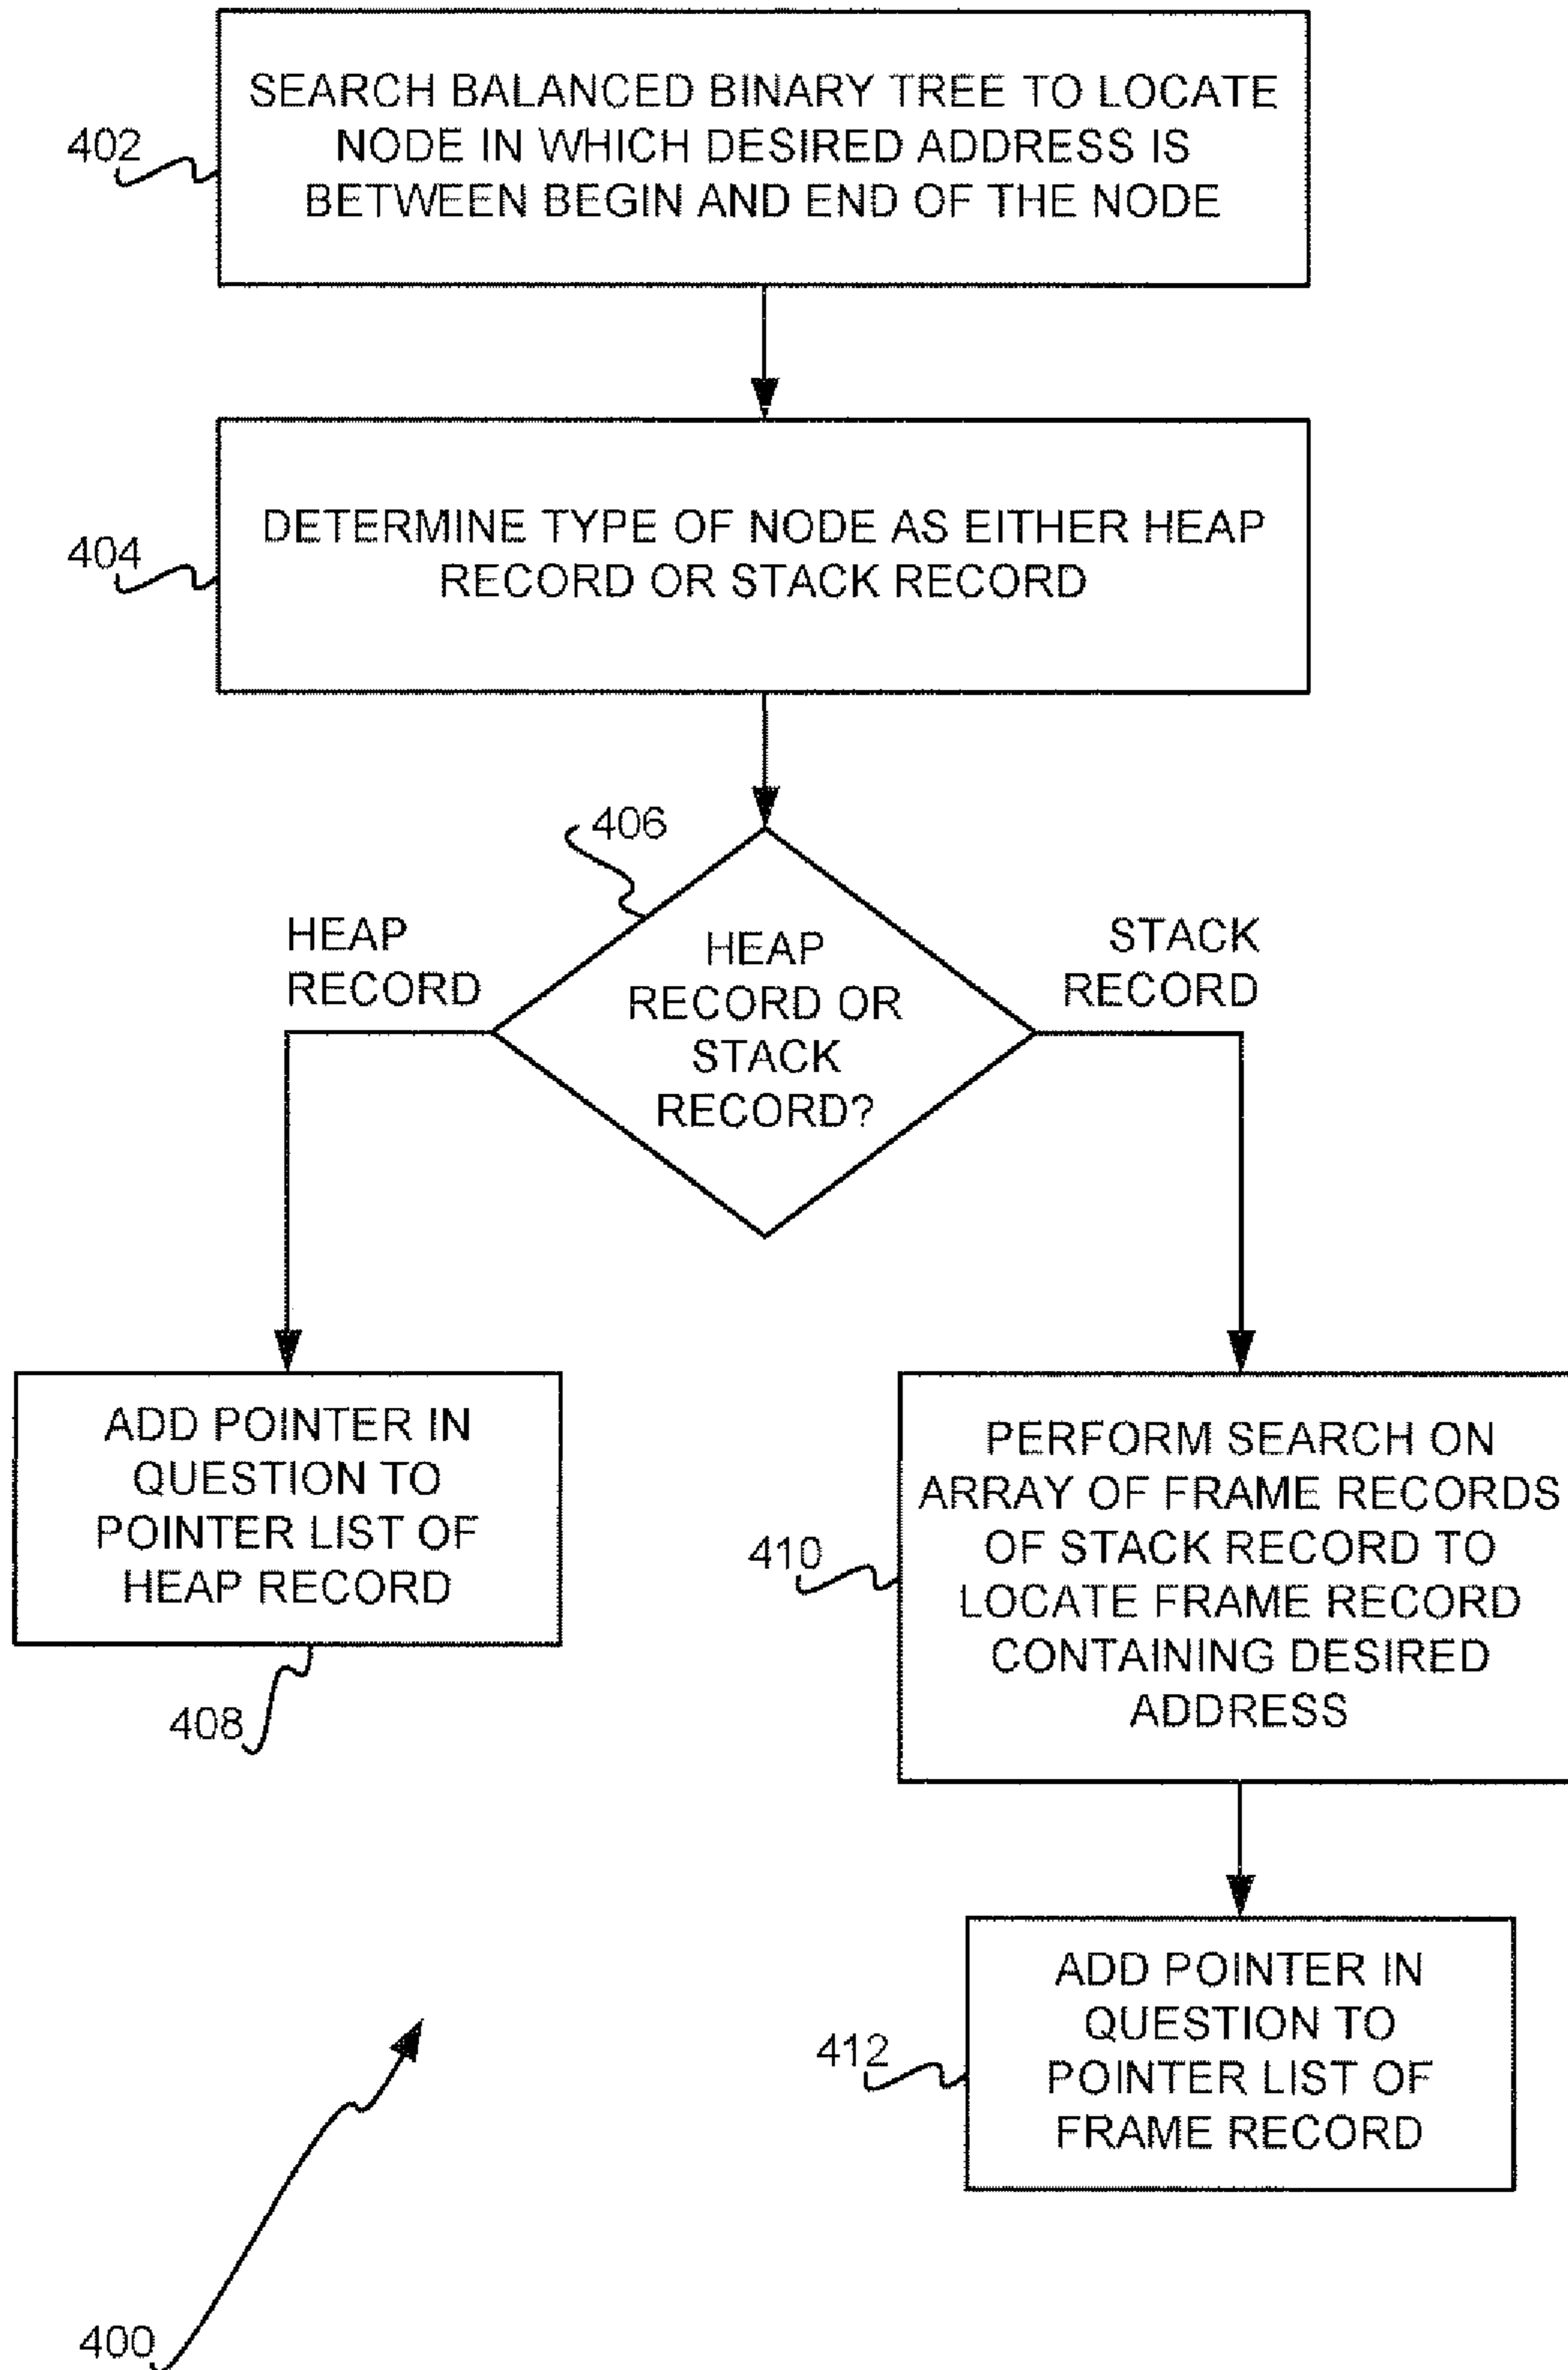 SEARCH BALANCED BINARY TREE TO LOCATE
NODE IN WHICH DESIRED ADDRESS IS
BETWEEN BEGIN AND END OF THE NODE
402
DETERMINE TYPE OF NODE AS EITHER HEAP
RECORD OR STACK RECORD
404
406
HEAP
RECORD
HEAP
RECORD OR
STACK
RECORD?
STACK
RECORD
ADD POINTER IN
QUESTION TO
POINTER LIST OF
HEAP RECORD
408
PERFORM SEARCH ON
ARRAY OF FRAME RECORDS
OF STACK RECORD TO
LOCATE FRAME RECORD
CONTAINING DESIRED
ADDRESS
410
ADD POINTER IN
QUESTION TO
POINTER LIST OF
FRAME RECORD
412
400